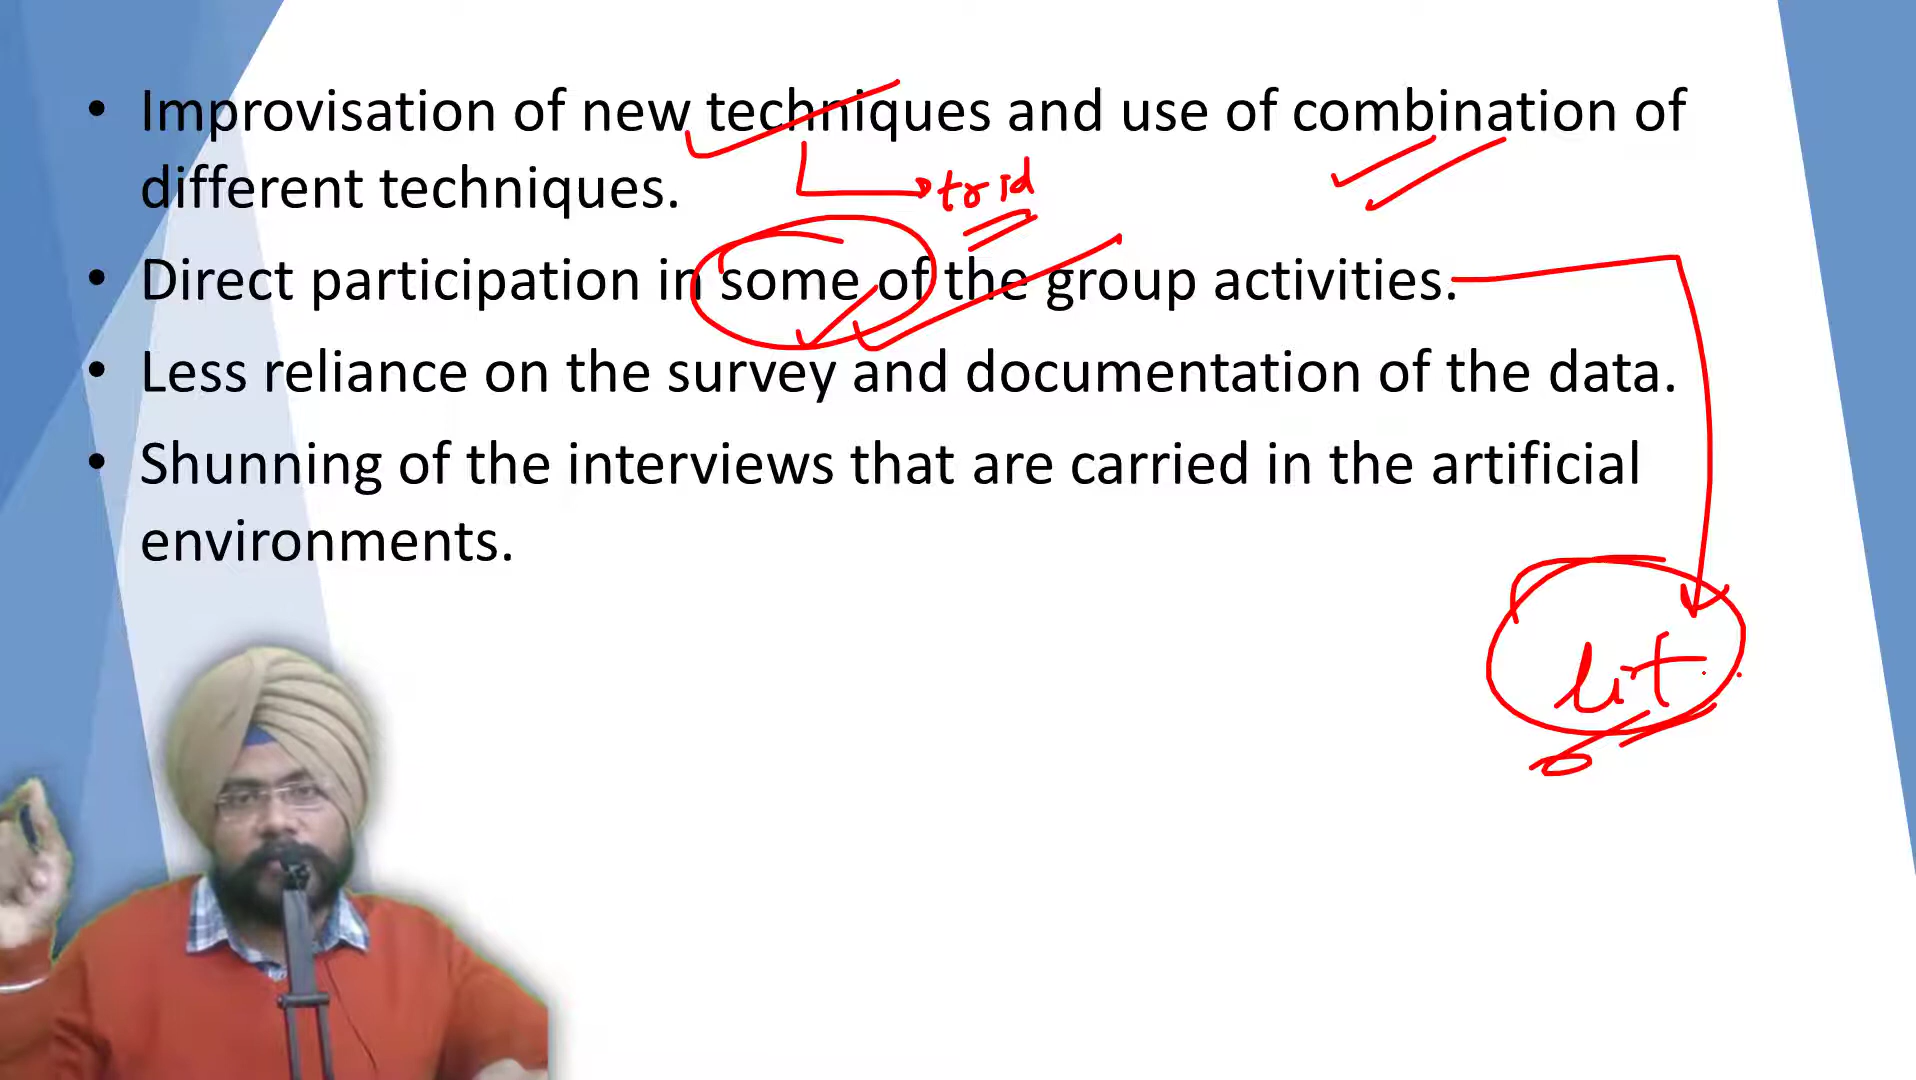 • Improvisation of new techniques and use of combination of
different techniques.
trid
• Direct participation in some of the group activities.
• Less reliance on the survey and documentation of the data.
• Shunning of the interviews that are carried in the artificial
environments.
lit